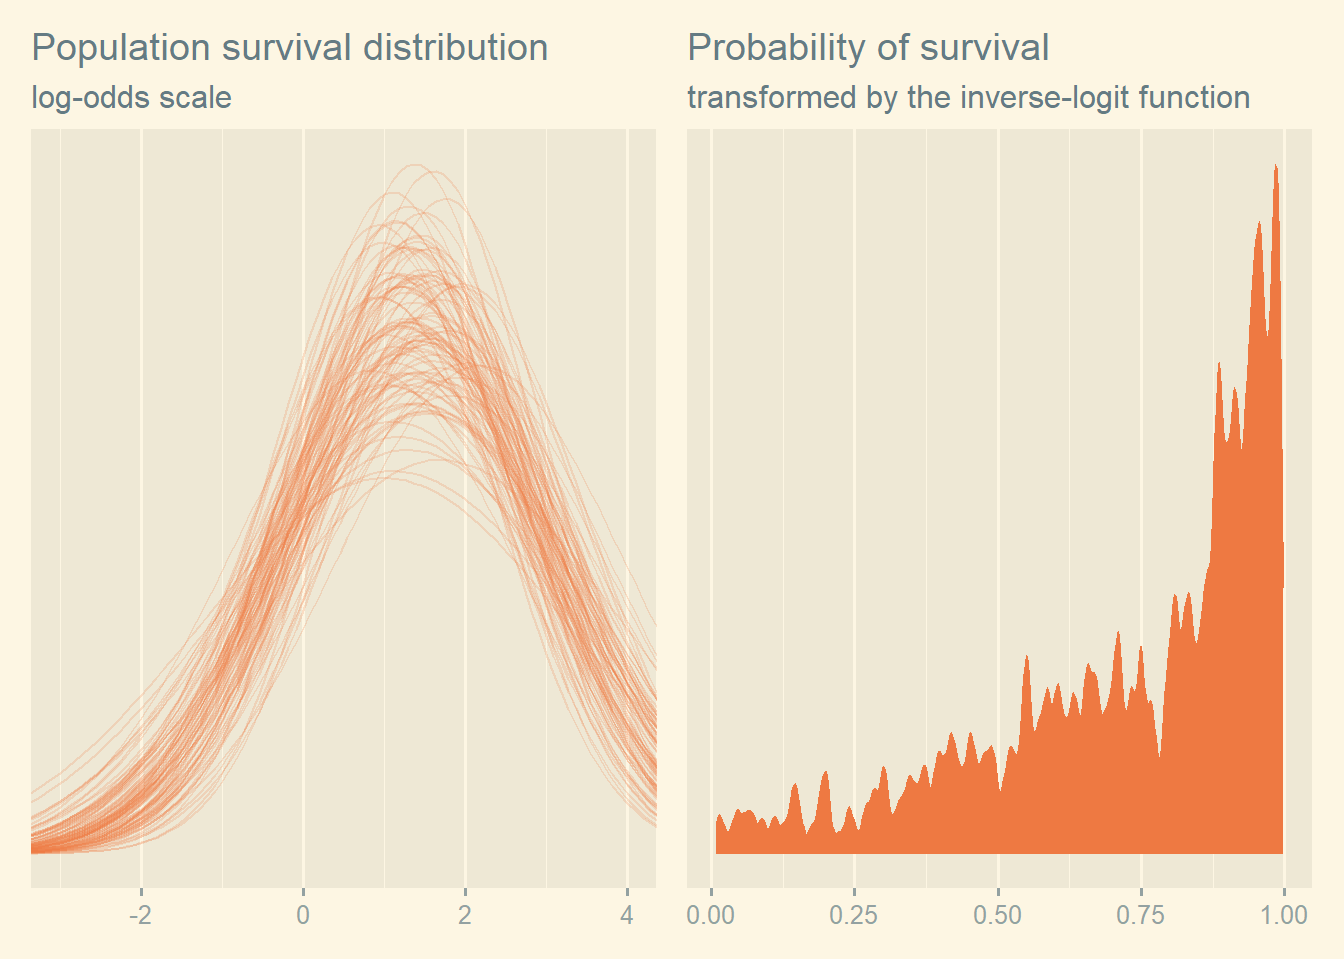 Population survival distribution
log-odds scale
-2 0 2 4
Probability of survival
transformed by the inverse-logit function
0.00 0.25 0.50 0.75 1.00